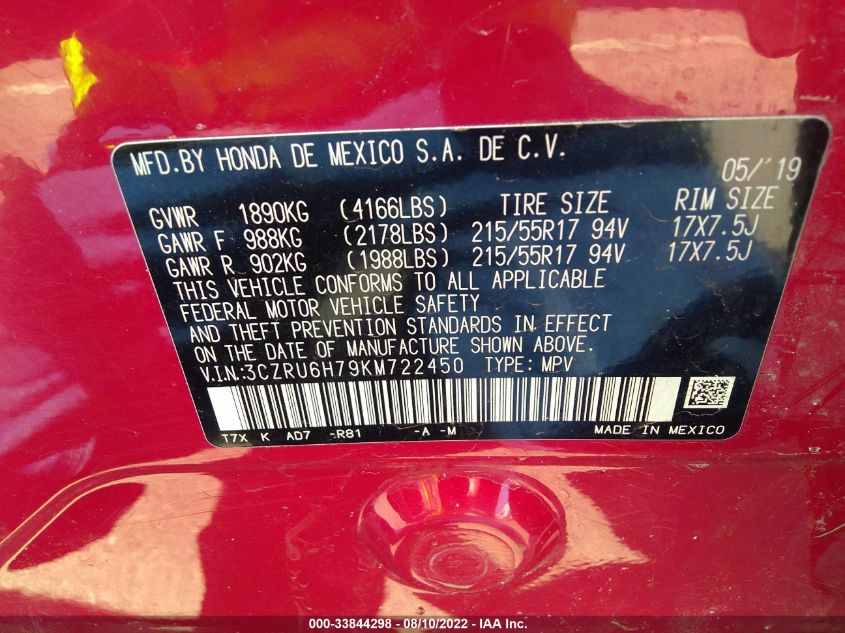 MFD.BY HONDA DE MEXICO S.A. DE C.V.
05/'19
GVWR 1890KG (4166LBS) TIRE SIZE RIM SIZE
GAWR F 988KG (2178LBS) 215/55R17 94V 17X7.5J
GAWR R 902KG (1988LBS) 215/55R17 94V 17X7.5J
THIS VEHICLE CONFORMS TO ALL APPLICABLE
FEDERAL MOTOR VEHICLE SAFETY
AND THEFT PREVENTION STANDARDS IN EFFECT
ON THE DATE OF MANUFACTURE SHOWN ABOVE.
V.I.N:3CZRU6H79KM722450 TYPE: MPV
T7X K AD7 -R81 -A -M MADE IN MEXICO
000-33844298 - 08/10/2022 - IAA Inc.